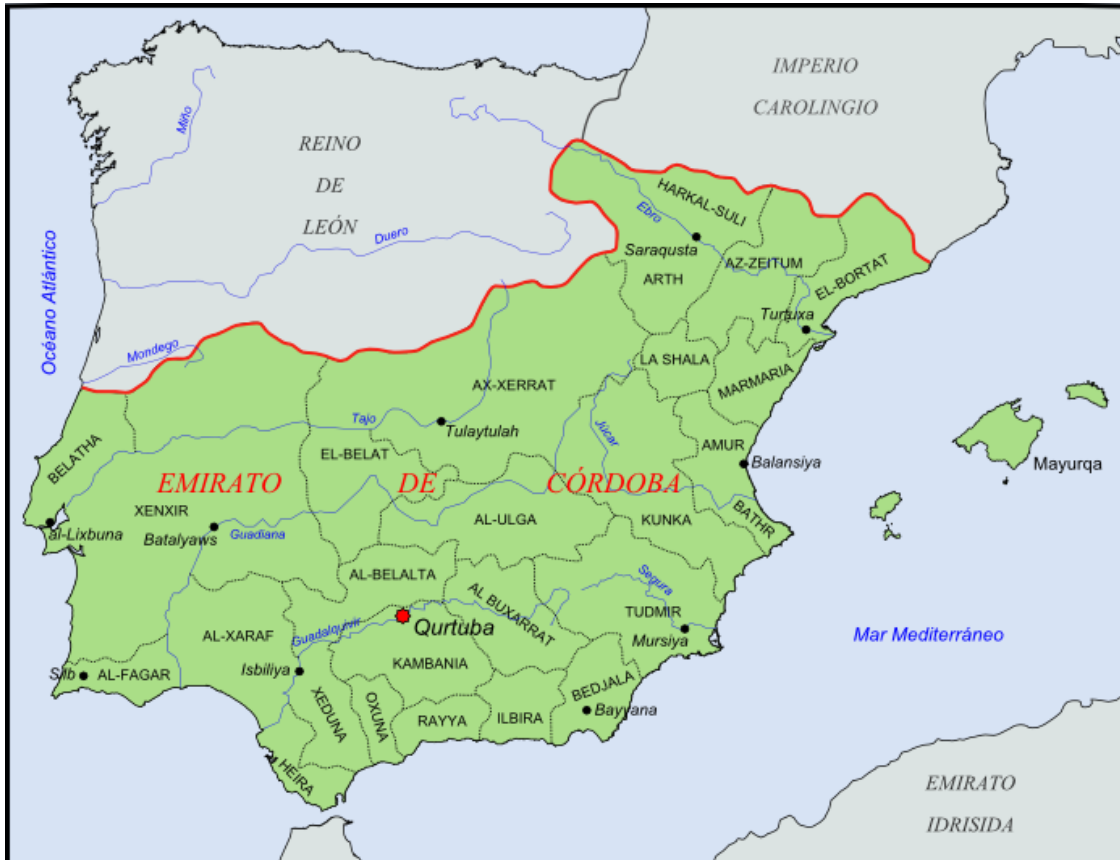 IMPERIO
CAROLINGIO
REINO
DE
LEÓN
Miño
Duero
Océano Atlántico
Mondego
HARKAL-SULI
Ebro
Saraqusta
ARTH
AZ-ZEITUM
EL-BORTAT
Turtuxa
LA SHALA
MARMARIA
AX-XERRAT
Tajo
Tulaytulah
BELATHA
EL-BELAT
Júcar
AMUR
Balansiya
Mayurqa
EMIRATO DE CÓRDOBA
XENXIR
al-Lixbuna
Batalyaws
Guadiana
AL-ULGA
KUNKA
BATHR
AL-BELALTA
AL BUXARRAT
Segura
TUDMIR
Mursiya
Mar Mediterráneo
AL-XARAF
Guadalquivir
Qurtuba
Silb
AL-FAGAR
Isbiliya
KAMBANIA
XEDUNA
OXUNA
RAYYA
ILBIRA
BEDJALA
Bayyana
HEIRA
EMIRATO
IDRISIDA